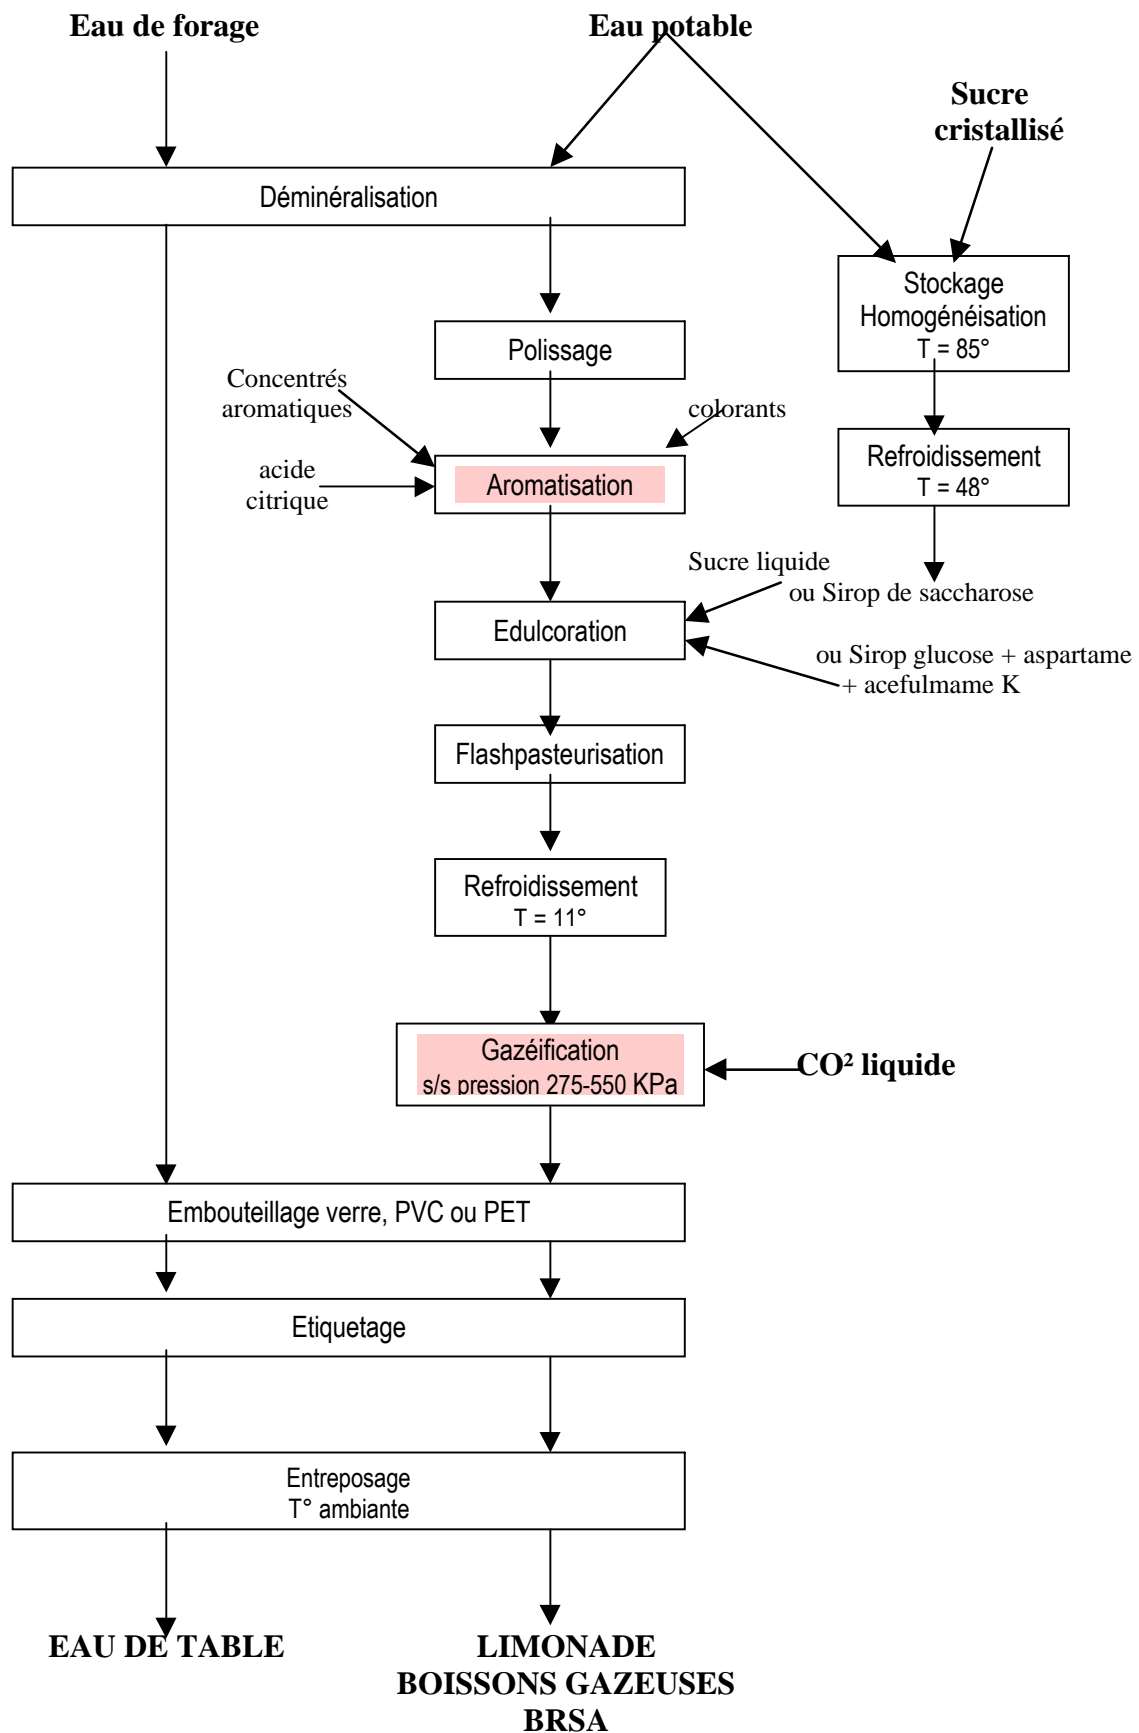 Eau de forage
Eau potable
Sucre
cristallisé
Déminéralisation
Stockage
Homogénéisation
T = 85°
Polissage
Concentrés
aromatiques
colorants
acide
citrique
Aromatisation
Refroidissement
T = 48°
Sucre liquide
ou Sirop de saccharose
Edulcoration
ou Sirop glucose + aspartame
+ acefulmame K
Flashpasteurisation
Refroidissement
T = 11°
Gazéification
s/s pression 275-550 KPa
CO² liquide
Embouteillage verre, PVC ou PET
Etiquetage
Entreposage
T° ambiante
EAU DE TABLE
LIMONADE
BOISSONS GAZEUSES
BRSA